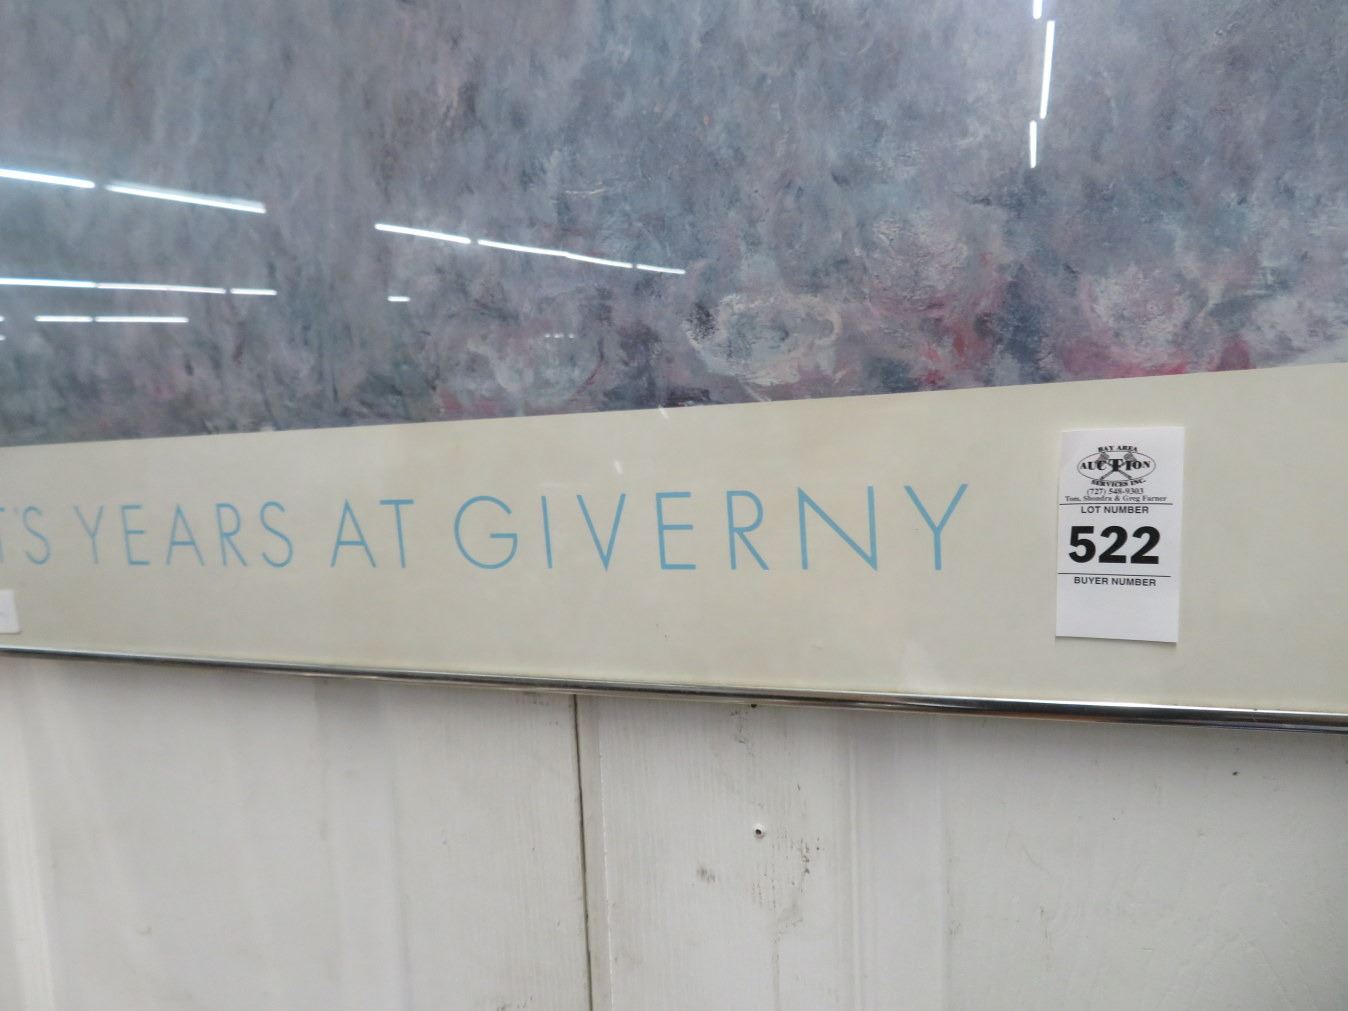 T'S YEARS AT GIVERNY
BAY AREA
AUCTION
SERVICES INC.
(727) 548-9303
Tom, Shondra & Greg Farner
LOT NUMBER
522
BUYER NUMBER